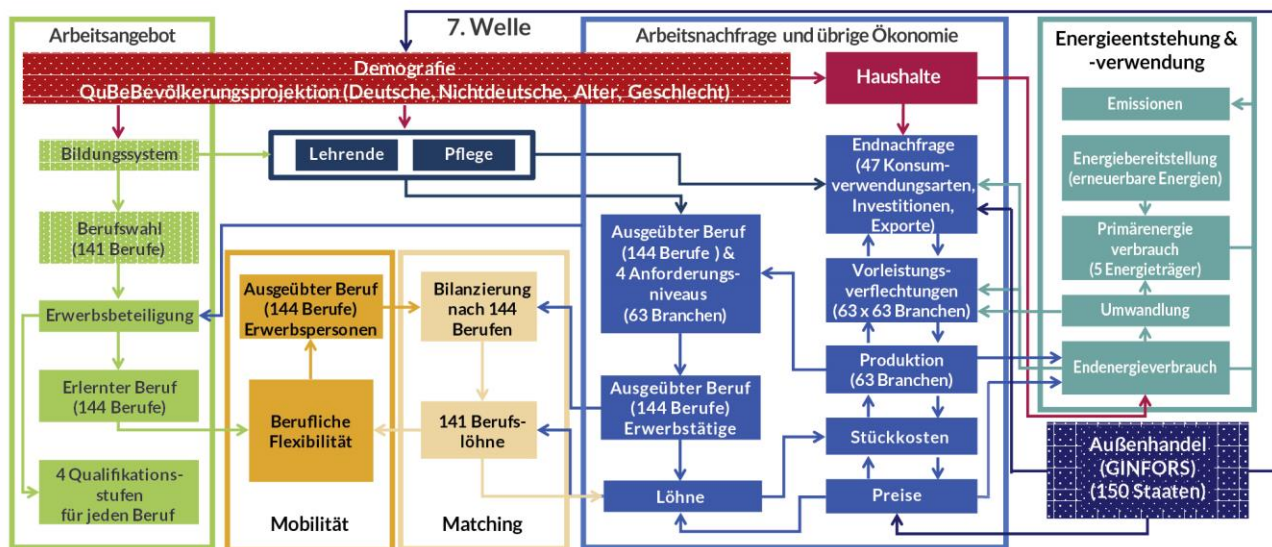 Arbeitsangebot
7. Welle
Arbeitsnachfrage und übrige Ökonomie
Energieentstehung &
-verwendung
Demografie
QuBeBevölkerungsprojektion (Deutsche, Nichtdeutsche, Alter, Geschlecht)
Haushalte
Emissionen
Bildungssystem
Lehrende
Pflege
Endnachfrage
(47 Konsum-
verwendungsarten,
Investitionen,
Exporte)
Energiebereitstellung
(erneuerbare Energien)
Berufswahl
(141 Berufe)
Ausgeübter Beruf
(144 Berufe ) &
4 Anforderungs-
niveaus
(63 Branchen)
Primärenergie
verbrauch
(5 Energieträger)
Ausgeübter Beruf
(144 Berufe)
Erwerbspersonen
Bilanzierung
nach 144
Berufen
Vorleistungs-
verflechtungen
(63 x 63 Branchen)
Erwerbsbeteiligung
Umwandlung
Produktion
(63 Branchen)
Endenergieverbrauch
Erlernter Beruf
(144 Berufe)
Berufliche
Flexibilität
141 Berufs-
löhne
Ausgeübter Beruf
(144 Berufe)
Erwerbstätige
Stückkosten
Außenhandel
(GINFORS)
(150 Staaten)
4 Qualifikations-
stufen
für jeden Beruf
Löhne
Preise
Mobilität
Matching